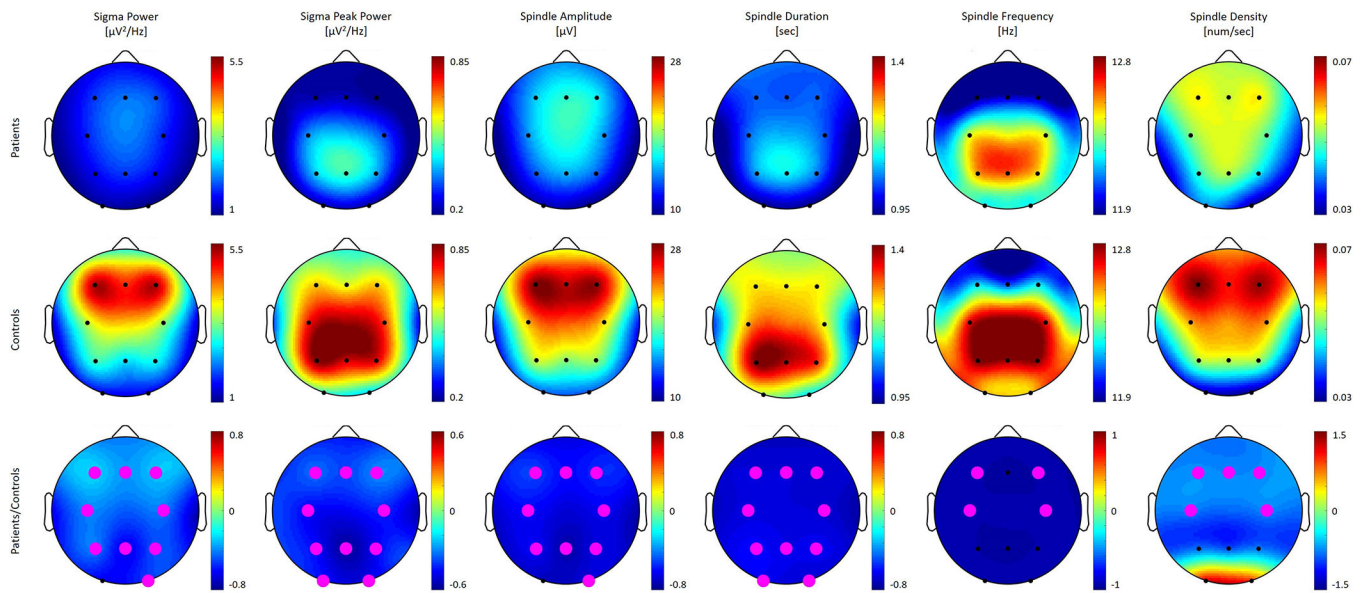 Sigma Power
[µV²/Hz]
Sigma Peak Power
[µV²/Hz]
Spindle Amplitude
[µV]
Spindle Duration
[sec]
Spindle Frequency
[Hz]
Spindle Density
[num/sec]
Patients
5.5
1
0.85
0.2
28
10
1.4
0.95
12.8
11.9
0.07
0.03
Controls
5.5
1
0.85
0.2
28
10
1.4
0.95
12.8
11.9
0.07
0.03
Patients/controls
0.8
0
-0.8
0.6
0
-0.6
0.8
0
-0.8
0.8
0
-0.8
1
0
-1
1.5
0
-1.5